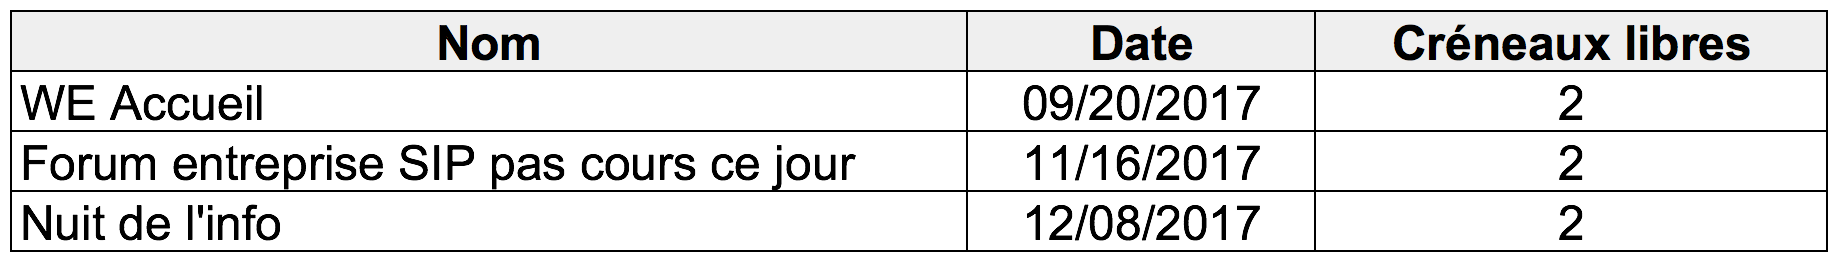 Nom Date Créneaux libres
WE Accueil 09/20/2017 2
Forum entreprise SIP pas cours ce jour 11/16/2017 2
Nuit de l'info 12/08/2017 2